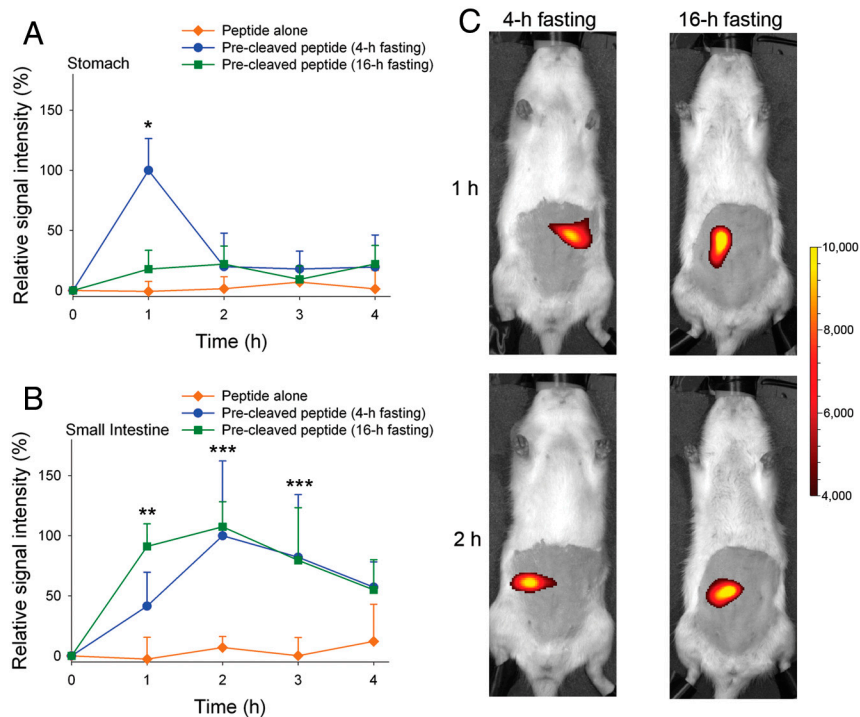 A
Peptide alone
Pre-cleaved peptide (4-h fasting)
Pre-cleaved peptide (16-h fasting)
Stomach
Relative signal intensity (%)
150
100
50
0
*
0 1 2 3 4
Time (h)
B
Peptide alone
Pre-cleaved peptide (4-h fasting)
Pre-cleaved peptide (16-h fasting)
Small Intestine
Relative signal intensity (%)
150
100
50
0
**
***
***
0 1 2 3 4
Time (h)
C
4-h fasting
16-h fasting
1 h
2 h
10,000
8,000
6,000
4,000